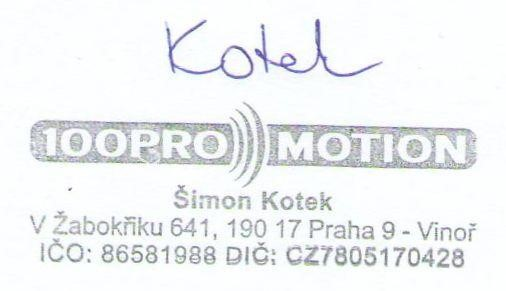 Kotek
100PRO MOTION
Šimon Kotek
V Žabokřiku 641, 190 17 Praha 9 - Vinoř
IČO: 86581988 DIČ: CZ7805170428